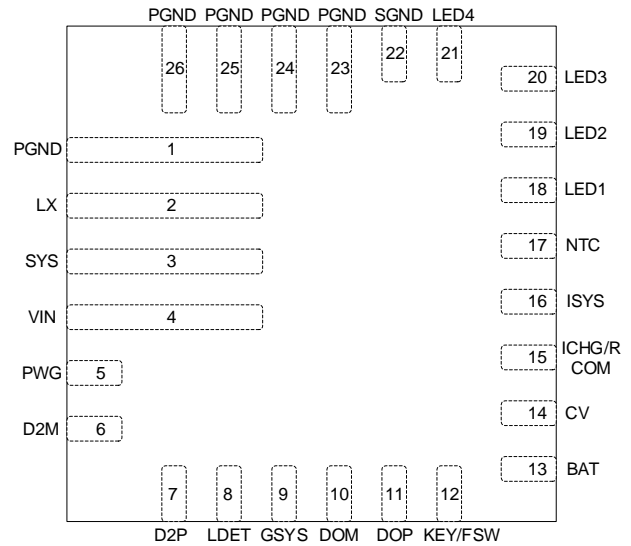 PGND PGND PGND PGND SGND LED4
26 25 24 23 22 21
20 LED3
19 LED2
PGND 1
18 LED1
LX 2
17 NTC
SYS 3
16 ISYS
VIN 4
15 ICHG/R
COM
PWG 5
14 CV
D2M 6
13 BAT
7 8 9 10 11 12
D2P LDET GSYS DOM DOP KEY/FSW